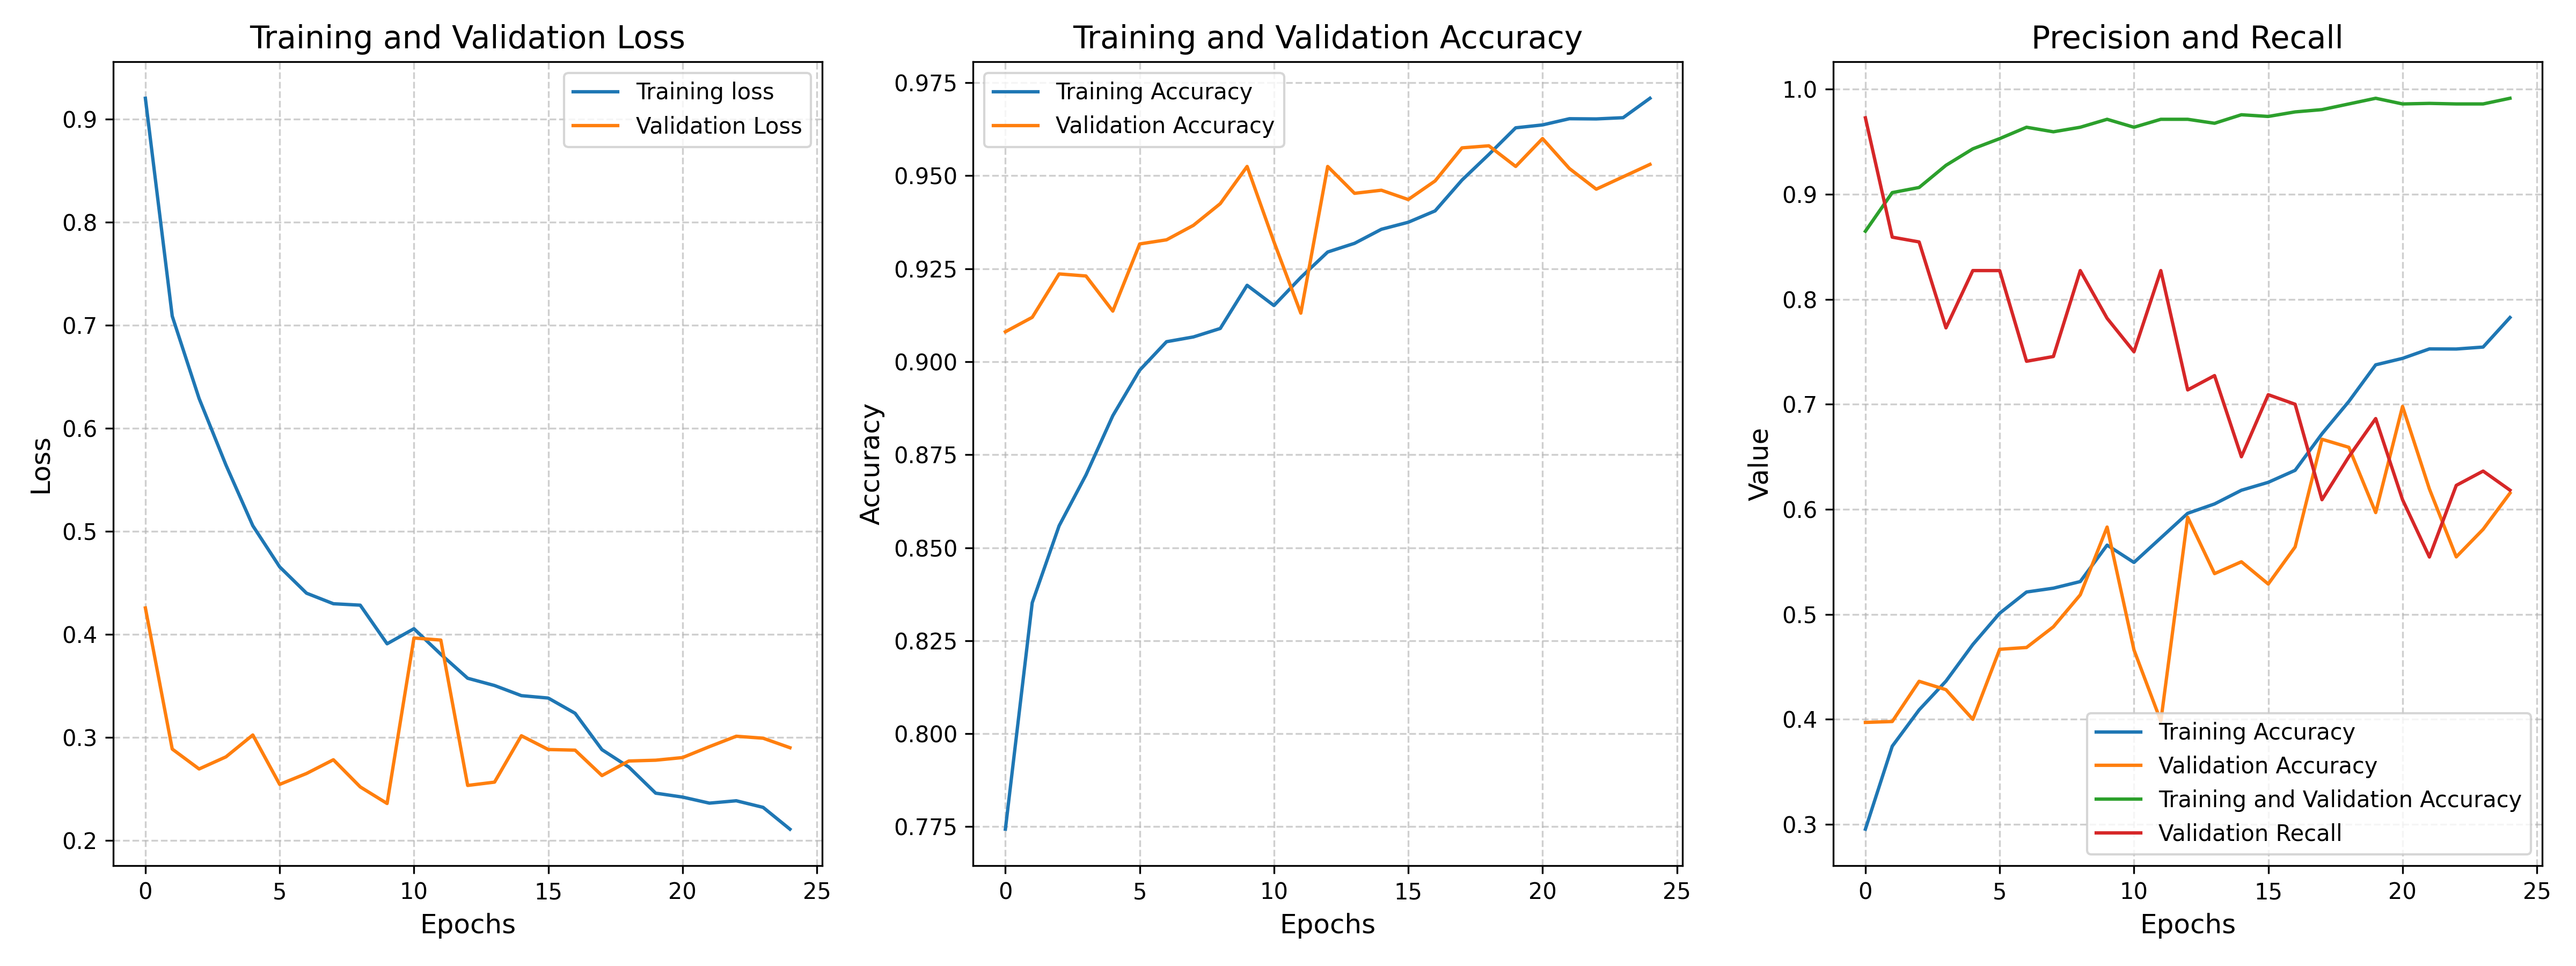 Training and Validation Loss
Training loss
Validation Loss
0.9
0.8
0.7
0.6
0.5
0.4
0.3
0.2
Loss
0 5 10 15 20 25
Epochs
Training and Validation Accuracy
Training Accuracy
Validation Accuracy
0.975
0.950
0.925
0.900
0.875
0.850
0.825
0.800
0.775
Accuracy
0 5 10 15 20 25
Epochs
Precision and Recall
1.0
0.9
0.8
0.7
0.6
0.5
0.4
0.3
Value
Training Accuracy
Validation Accuracy
Training and Validation Accuracy
Validation Recall
0 5 10 15 20 25
Epochs